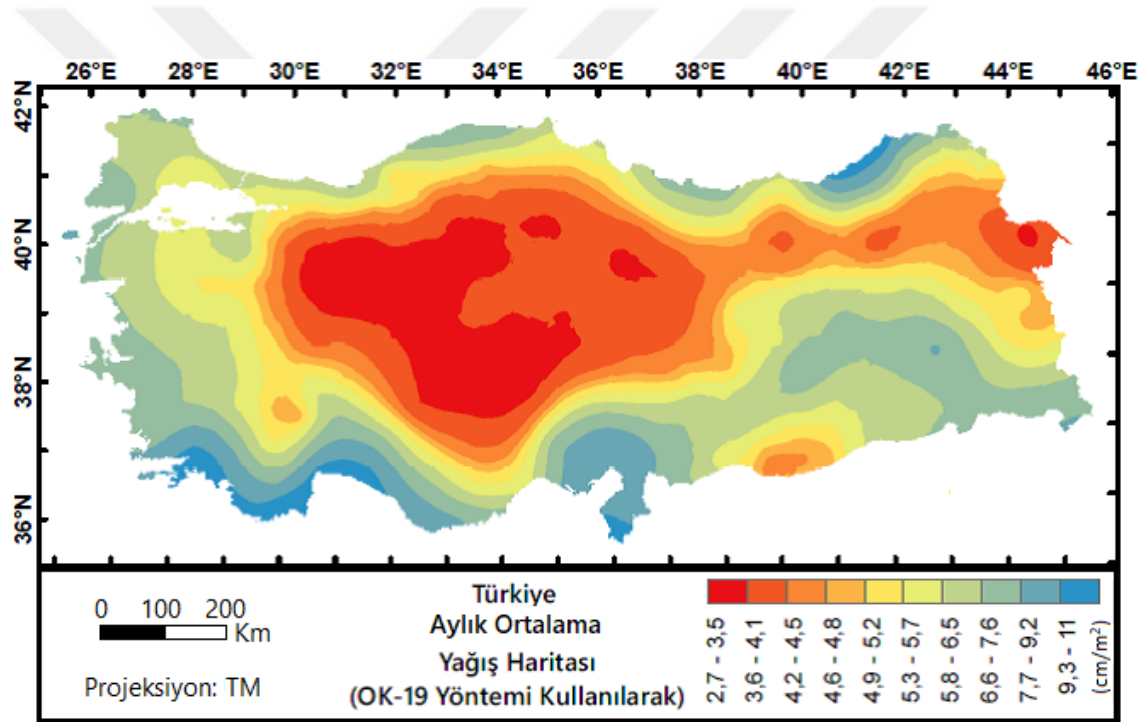 26°E 28°E 30°E 32°E 34°E 36°E 38°E 40°E 42°E 44°E 46°E
42°N
40°N
38°N
36°N
0 100 200
Km
Projeksiyon: TM
Türkiye
Aylık Ortalama
Yağış Haritası
(OK-19 Yöntemi Kullanılarak)
2,7 - 3,5
3,6 - 4,1
4,2 - 4,5
4,6 - 4,8
4,9 - 5,2
5,3 - 5,7
5,8 - 6,5
6,6 - 7,6
7,7 - 9,2
9,3 - 11
(cm/m²)